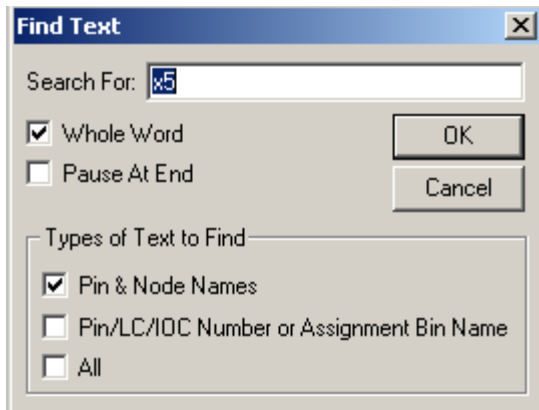 Find Text
Search For: x5
Whole Word
OK
Pause At End
Cancel
Types of Text to Find
Pin & Node Names
Pin/LC/IOC Number or Assignment Bin Name
All